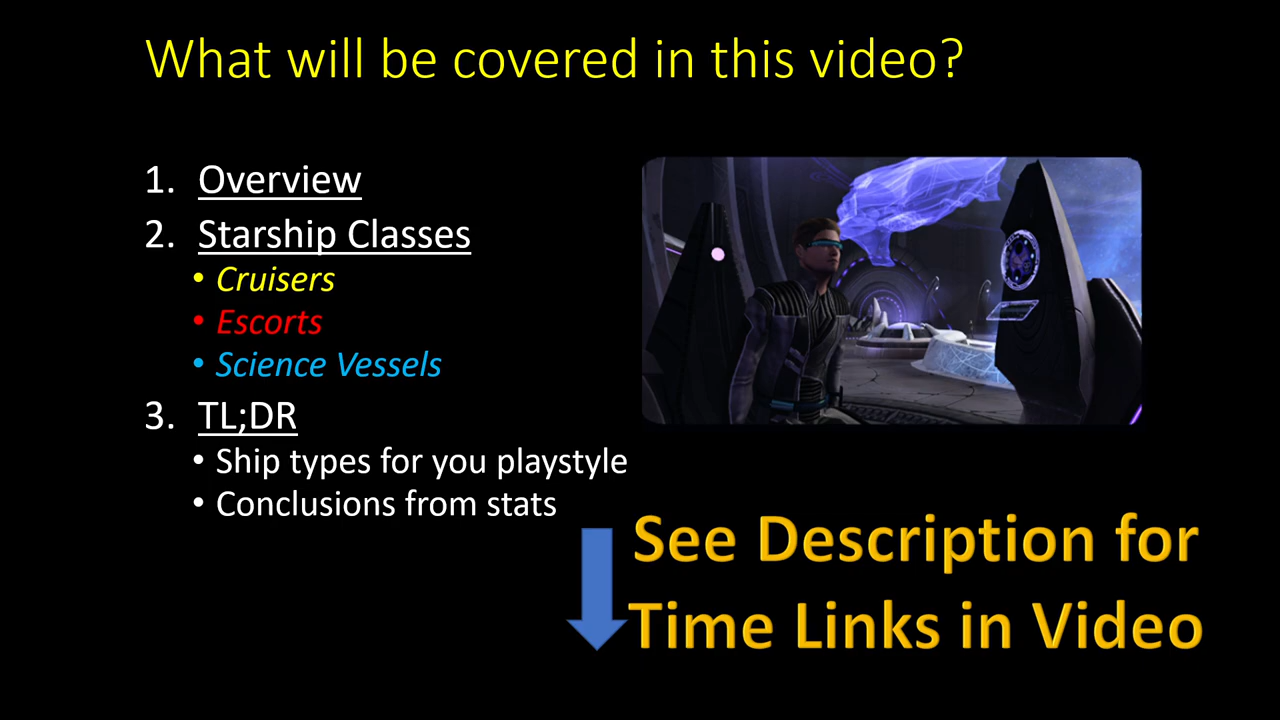 What will be covered in this video?
1. Overview
2. Starship Classes
• Cruisers
• Escorts
• Science Vessels
3. TL;DR
• Ship types for you playstyle
• Conclusions from stats
See Description for
Time Links in Video